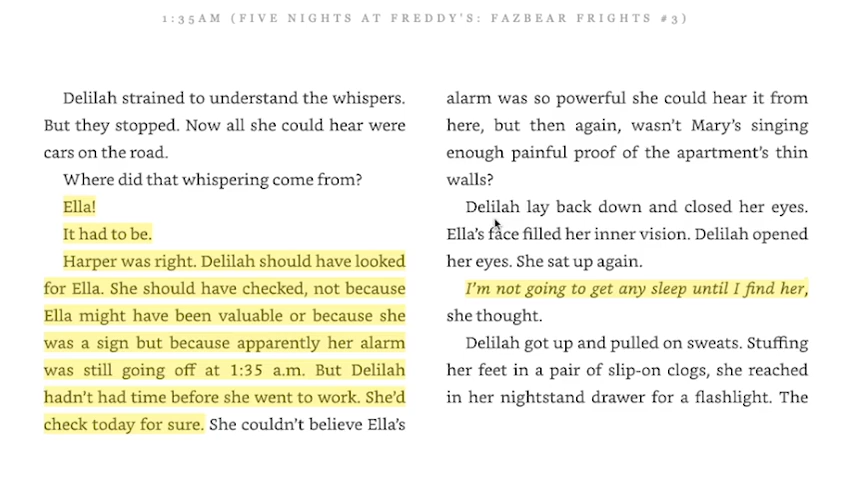 1:35AM (FIVE NIGHTS AT FREDDY'S: FAZBEAR FRIGHTS #3)
Delilah strained to understand the whispers.
But they stopped. Now all she could hear were
cars on the road.
Where did that whispering come from?
Ella!
It had to be.
Harper was right. Delilah should have looked
for Ella. She should have checked, not because
Ella might have been valuable or because she
was a sign but because apparently her alarm
was still going off at 1:35 a.m. But Delilah
hadn't had time before she went to work. She'd
check today for sure. She couldn't believe Ella's
alarm was so powerful she could hear it from
here, but then again, wasn't Mary's singing
enough painful proof of the apartment's thin
walls?
Delilah lay back down and closed her eyes.
Ella's face filled her inner vision. Delilah opened
her eyes. She sat up again.
I'm not going to get any sleep until I find her,
she thought.
Delilah got up and pulled on sweats. Stuffing
her feet in a pair of slip-on clogs, she reached
in her nightstand drawer for a flashlight. The